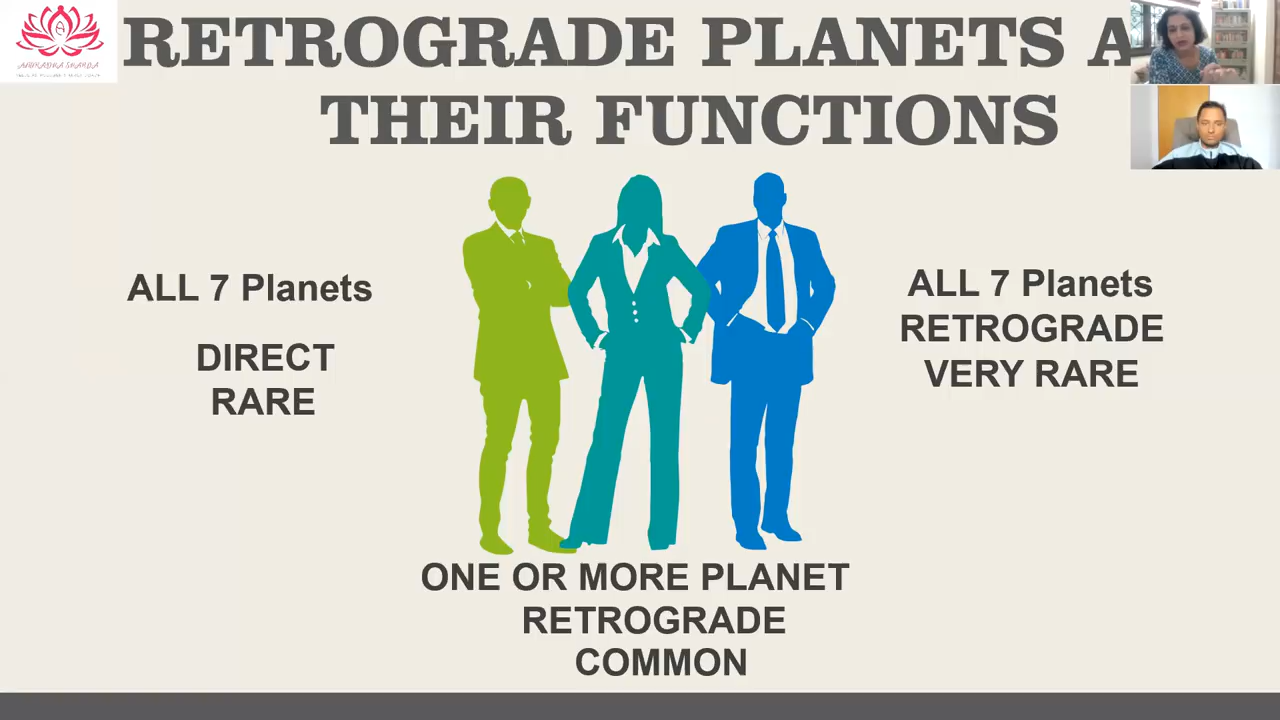 RETROGRADE PLANETS A
THEIR FUNCTIONS
ALL 7 Planets
DIRECT
RARE
ALL 7 Planets
RETROGRADE
VERY RARE
ONE OR MORE PLANET
RETROGRADE
COMMON